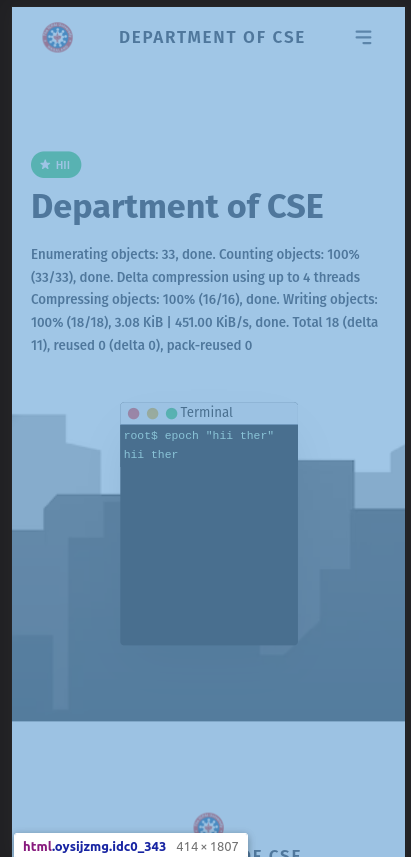 DEPARTMENT OF CSE
HII
Department of CSE
Enumerating objects: 33, done. Counting objects: 100%
(33/33), done. Delta compression using up to 4 threads
Compressing objects: 100% (16/16), done. Writing objects:
100% (18/18), 3.08 KiB | 451.00 KiB/s, done. Total 18 (delta
11), reused 0 (delta 0), pack-reused 0
Terminal
root$ epoch "hii ther"
hii ther
html.oysijzmg.idc0_343 414 × 1807
OF CSE